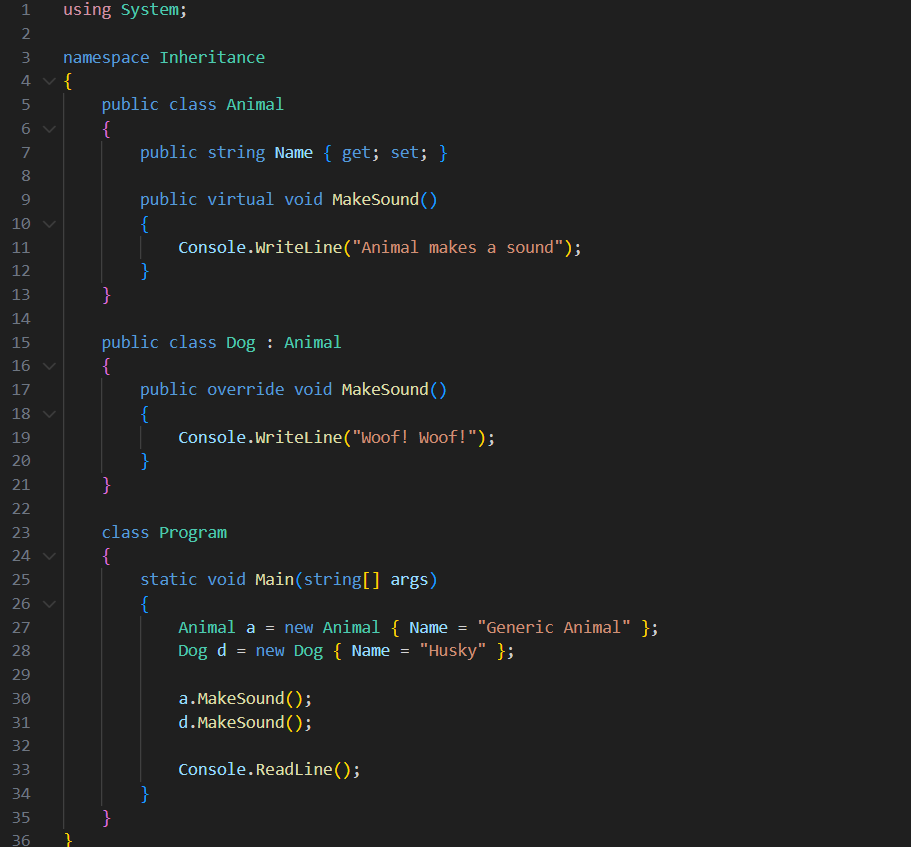 1 using System;
2
3 namespace Inheritance
4 {
5     public class Animal
6     {
7         public string Name { get; set; }
8
9         public virtual void MakeSound()
10         {
11             Console.WriteLine("Animal makes a sound");
12         }
13     }
14
15     public class Dog : Animal
16     {
17         public override void MakeSound()
18         {
19             Console.WriteLine("Woof! Woof!");
20         }
21     }
22
23     class Program
24     {
25         static void Main(string[] args)
26         {
27             Animal a = new Animal { Name = "Generic Animal" };
28             Dog d = new Dog { Name = "Husky" };
29
30             a.MakeSound();
31             d.MakeSound();
32
33             Console.ReadLine();
34         }
35     }
36 }